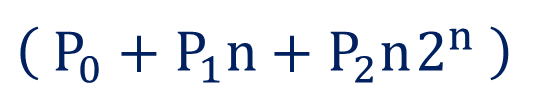 ( P₀ + P₁n + P₂n2ⁿ )